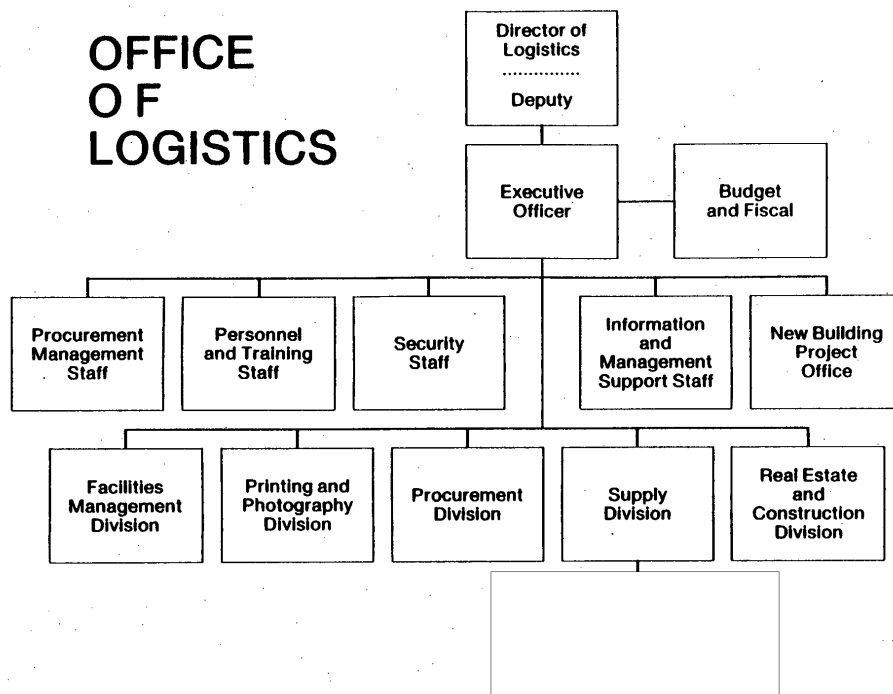 OFFICE
OF
LOGISTICS
Director of
Logistics
...............
Deputy
Executive
Officer
Budget
and Fiscal
Procurement
Management
Staff
Personnel
and Training
Staff
Security
Staff
Information
and
Management
Support Staff
New Building
Project
Office
Facilities
Management
Division
Printing and
Photography
Division
Procurement
Division
Supply
Division
Real Estate
and
Construction
Division